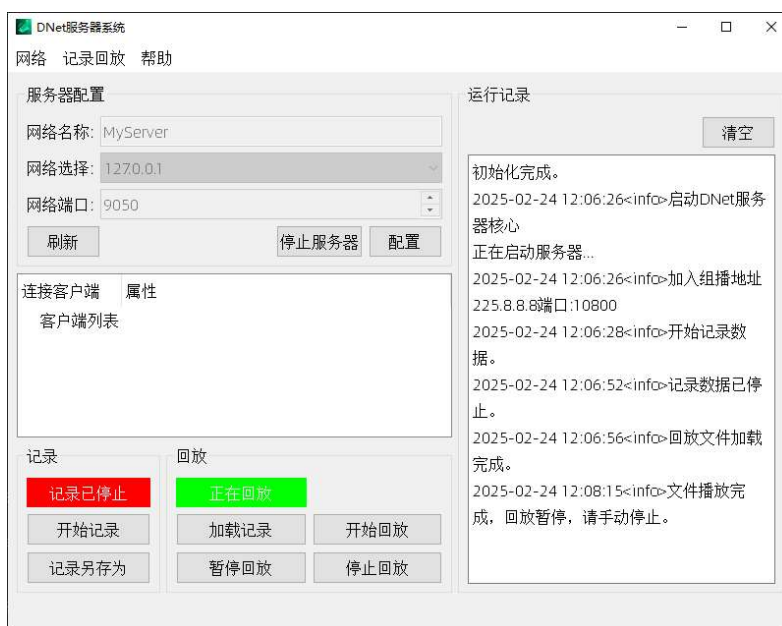 DNet服务器系统
网络 记录回放 帮助
服务器配置
网络名称: MyServer
网络选择: 127.0.0.1
网络端口: 9050
刷新 停止服务器 配置
连接客户端 属性
客户端列表
记录
记录已停止
开始记录
记录另存为
回放
正在回放
加载记录 开始回放
暂停回放 停止回放
运行记录
清空
初始化完成。
2025-02-24 12:06:26<info>启动DNet服务
器核心
正在启动服务器...
2025-02-24 12:06:26<info>加入组播地址
225.8.8.8端口:10800
2025-02-24 12:06:28<info>开始记录数
据。
2025-02-24 12:06:52<info>记录数据已停
止。
2025-02-24 12:06:56<info>回放文件加载
完成。
2025-02-24 12:08:15<info>文件播放完
成，回放暂停，请手动停止。